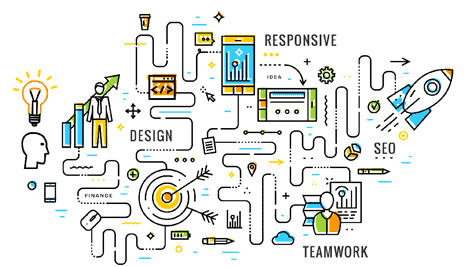 RESPONSIVE
IDEA
</>
DESIGN
SEO
FINANCE
TEAMWORK